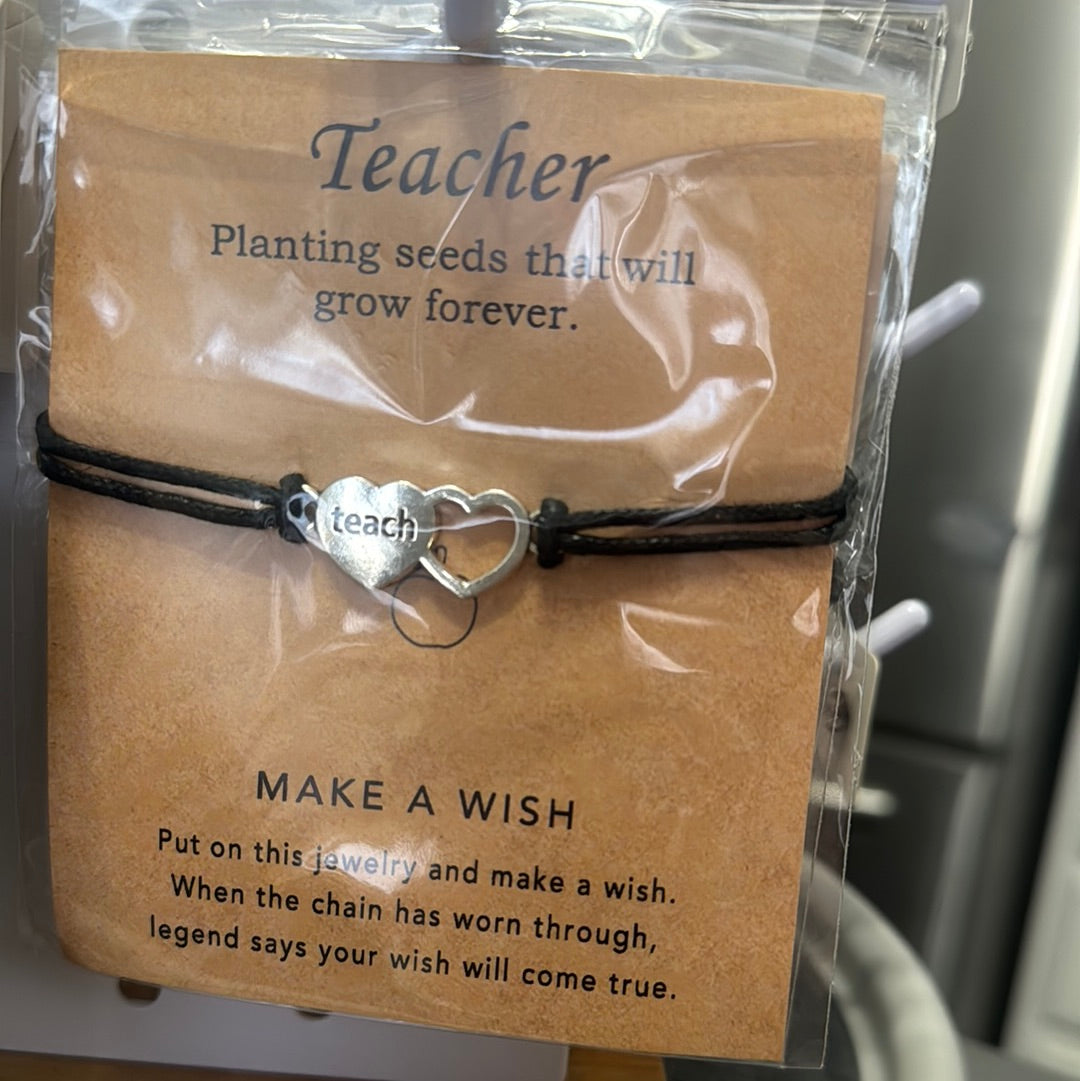 Teacher
Planting seeds that will
grow forever.
teach
MAKE A WISH
Put on this jewelry and make a wish.
When the chain has worn through,
legend says your wish will come true.